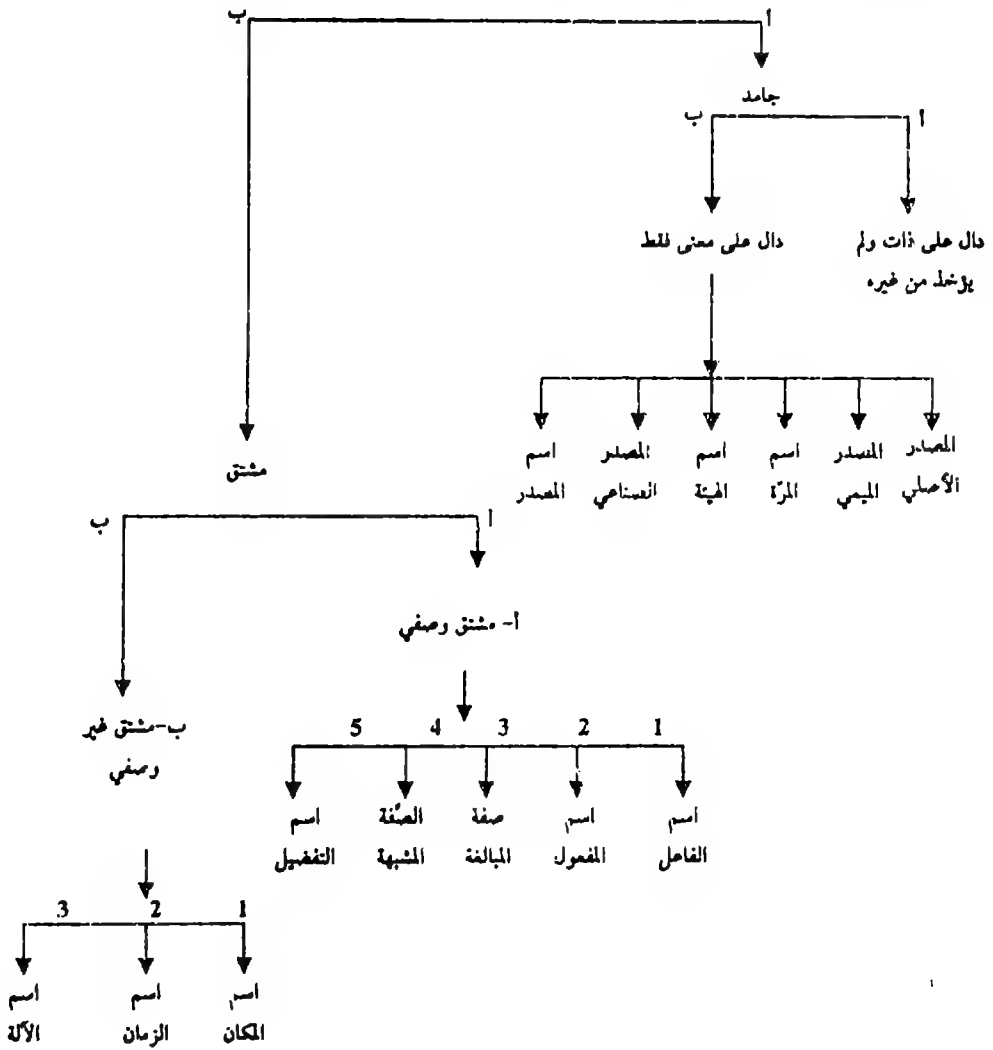 أ
ب
جامد
أ
ب
دال على ذات ولم
يؤخذ من غيره
دال على معنى فقط
المصدر
الأصلي
المصدر
الميمي
اسم
المرّة
اسم
الهيئة
المصدر
الصناعي
اسم
المصدر
مشتق
أ
ب
أ- مشتق وصفي
1
2
3
4
5
اسم
الفاعل
اسم
المفعول
صفة
المبالغة
الصِّفة
المشبهة
اسم
التفضيل
ب-مشتق غير
وصفي
1
2
3
اسم
المكان
اسم
الزمان
اسم
الآلة